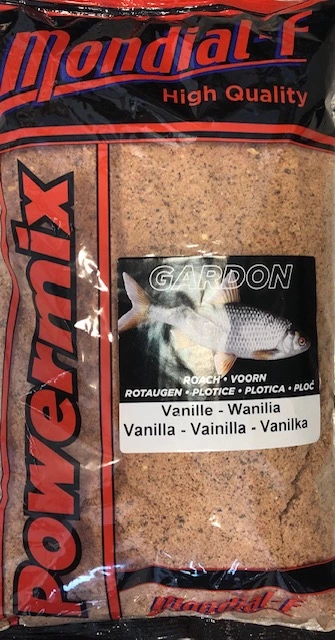 Mondial-f
High Quality
Powermix
GARDON
ROACH • VOORN
ROTAUGEN • PLOTICE • PLOTICA • PLOĆ
Vanille - Wanilia
Vanilla - Vainilla - Vanilka
Mondial-f